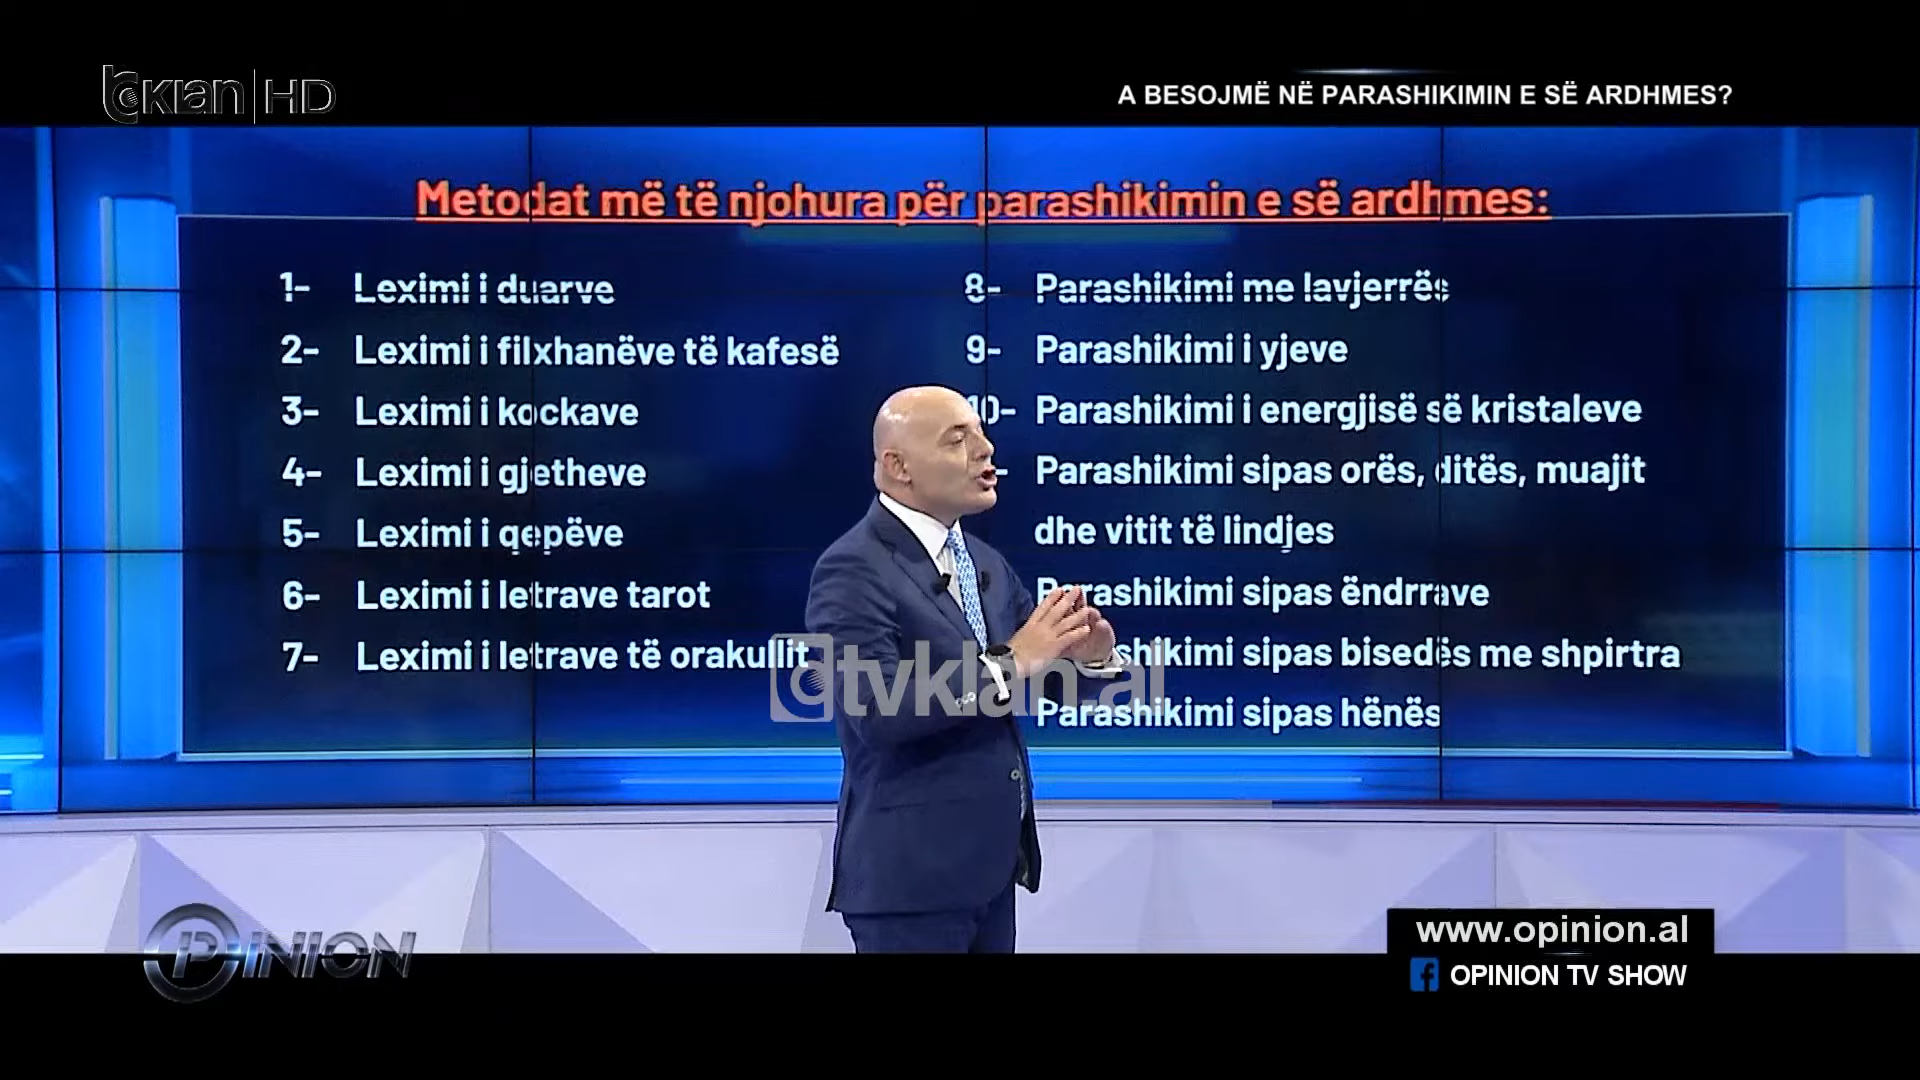 tvklan HD
A BESOJMË NË PARASHIKIMIN E SË ARDHMES?
Metodat më të njohura për parashikimin e së ardhmes:
1- Leximi i duarve
2- Leximi i filxhanëve të kafesë
3- Leximi i kockave
4- Leximi i gjetheve
5- Leximi i qepëve
6- Leximi i letrave tarot
7- Leximi i letrave të orakullit
8- Parashikimi me lavjerrës
9- Parashikimi i yjeve
10- Parashikimi i energjisë së kristaleve
- Parashikimi sipas orës, ditës, muajit
dhe vitit të lindjes
Parashikimi sipas ëndrrave
shikimi sipas bisedës me shpirtra
Parashikimi sipas hënës
tvklan.al
OPINION
www.opinion.al
OPINION TV SHOW